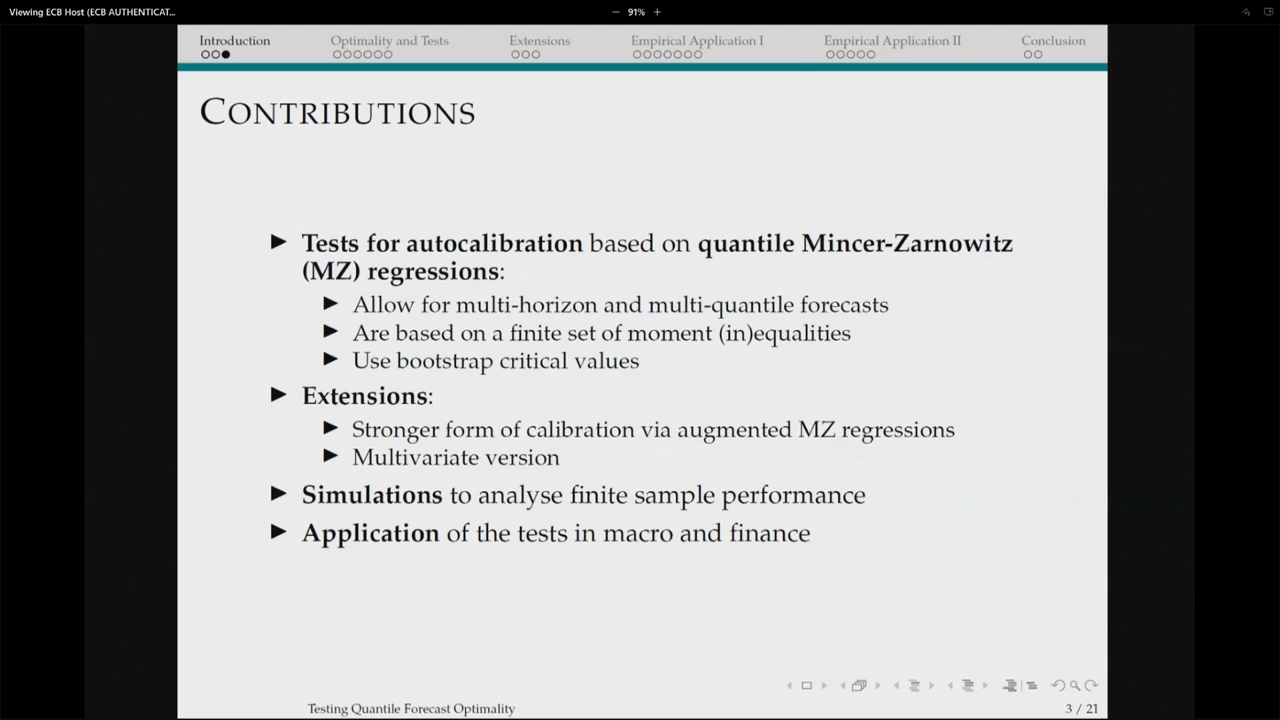 Viewing ECB Host (ECB AUTHENTICAT...
− 91% +
Introduction Optimality and Tests Extensions Empirical Application I Empirical Application II Conclusion
CONTRIBUTIONS
▶ Tests for autocalibration based on quantile Mincer-Zarnowitz
(MZ) regressions:
▶ Allow for multi-horizon and multi-quantile forecasts
▶ Are based on a finite set of moment (in)equalities
▶ Use bootstrap critical values
▶ Extensions:
▶ Stronger form of calibration via augmented MZ regressions
▶ Multivariate version
▶ Simulations to analyse finite sample performance
▶ Application of the tests in macro and finance
Testing Quantile Forecast Optimality 3 / 21